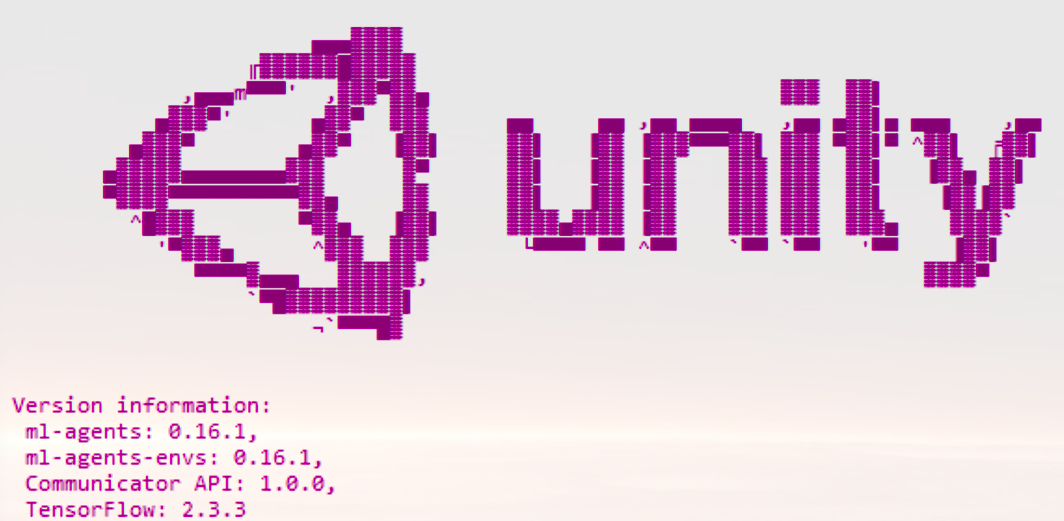 unity
Version information:
ml-agents: 0.16.1,
ml-agents-envs: 0.16.1,
Communicator API: 1.0.0,
TensorFlow: 2.3.3